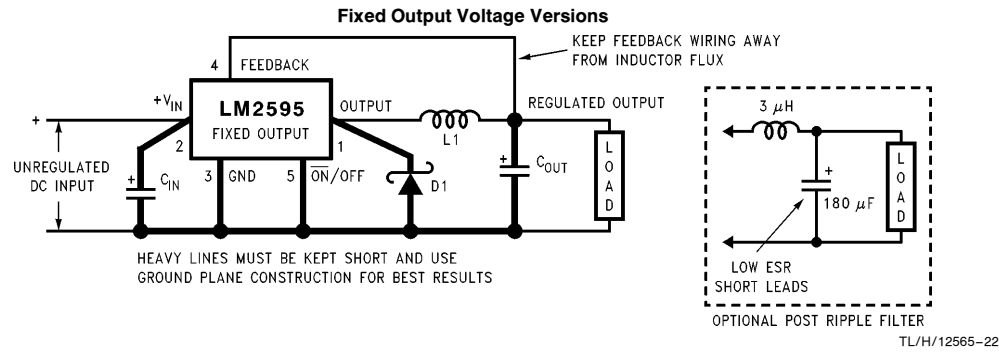 Fixed Output Voltage Versions
KEEP FEEDBACK WIRING AWAY
FROM INDUCTOR FLUX
4 FEEDBACK
+VIN
LM2595
FIXED OUTPUT
OUTPUT
REGULATED OUTPUT
+
L1
2
1
UNREGULATED
DC INPUT
+
CIN
3 GND
5 ON/OFF
D1
+
COUT
LOAD
HEAVY LINES MUST BE KEPT SHORT AND USE
GROUND PLANE CONSTRUCTION FOR BEST RESULTS
3 μH
+
180 μF
LOAD
LOW ESR
SHORT LEADS
OPTIONAL POST RIPPLE FILTER
TL/H/12565–22